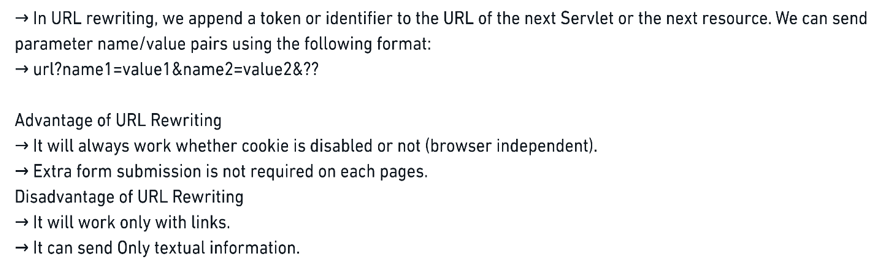 → In URL rewriting, we append a token or identifier to the URL of the next Servlet or the next resource. We can send
parameter name/value pairs using the following format:
→ url?name1=value1&name2=value2&??
Advantage of URL Rewriting
→ It will always work whether cookie is disabled or not (browser independent).
→ Extra form submission is not required on each pages.
Disadvantage of URL Rewriting
→ It will work only with links.
→ It can send Only textual information.